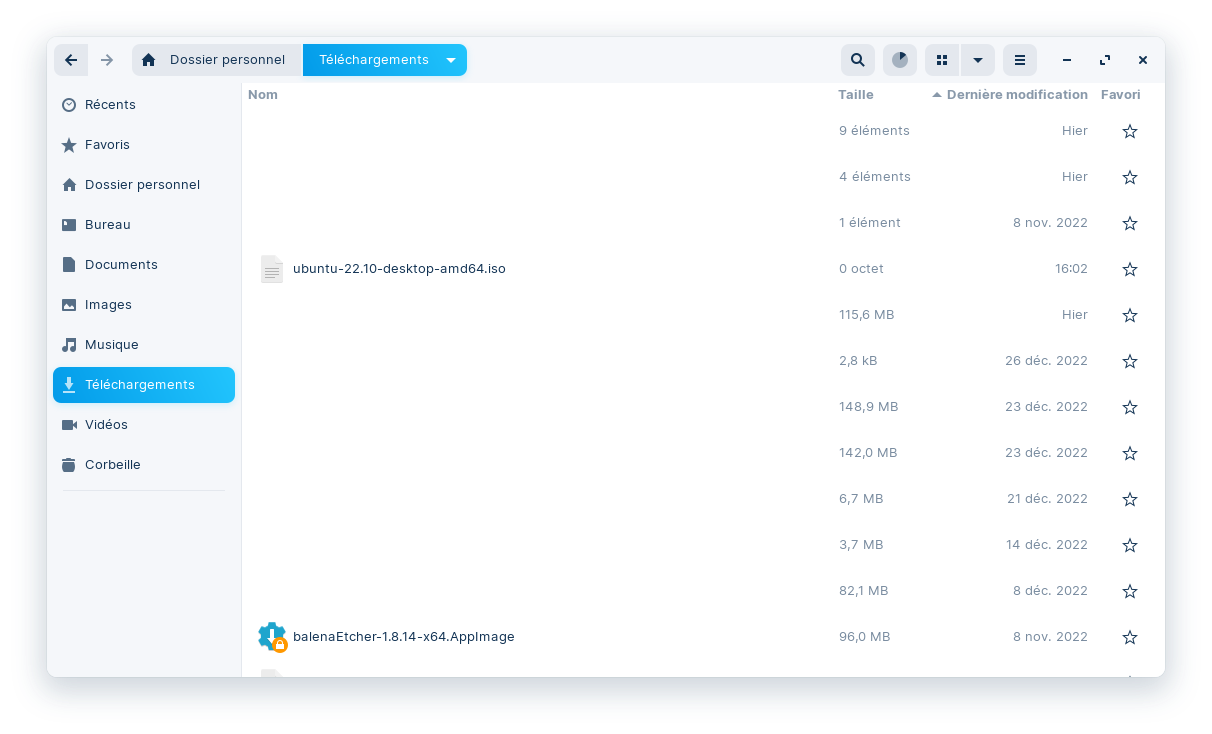 Dossier personnel Téléchargements
Récents
Favoris
Dossier personnel
Bureau
Documents
Images
Musique
Téléchargements
Vidéos
Corbeille
Nom Taille Dernière modification Favori
9 éléments Hier
4 éléments Hier
1 élément 8 nov. 2022
ubuntu-22.10-desktop-amd64.iso 0 octet 16:02
115,6 MB Hier
2,8 kB 26 déc. 2022
148,9 MB 23 déc. 2022
142,0 MB 23 déc. 2022
6,7 MB 21 déc. 2022
3,7 MB 14 déc. 2022
82,1 MB 8 déc. 2022
balenaEtcher-1.8.14-x64.AppImage 96,0 MB 8 nov. 2022